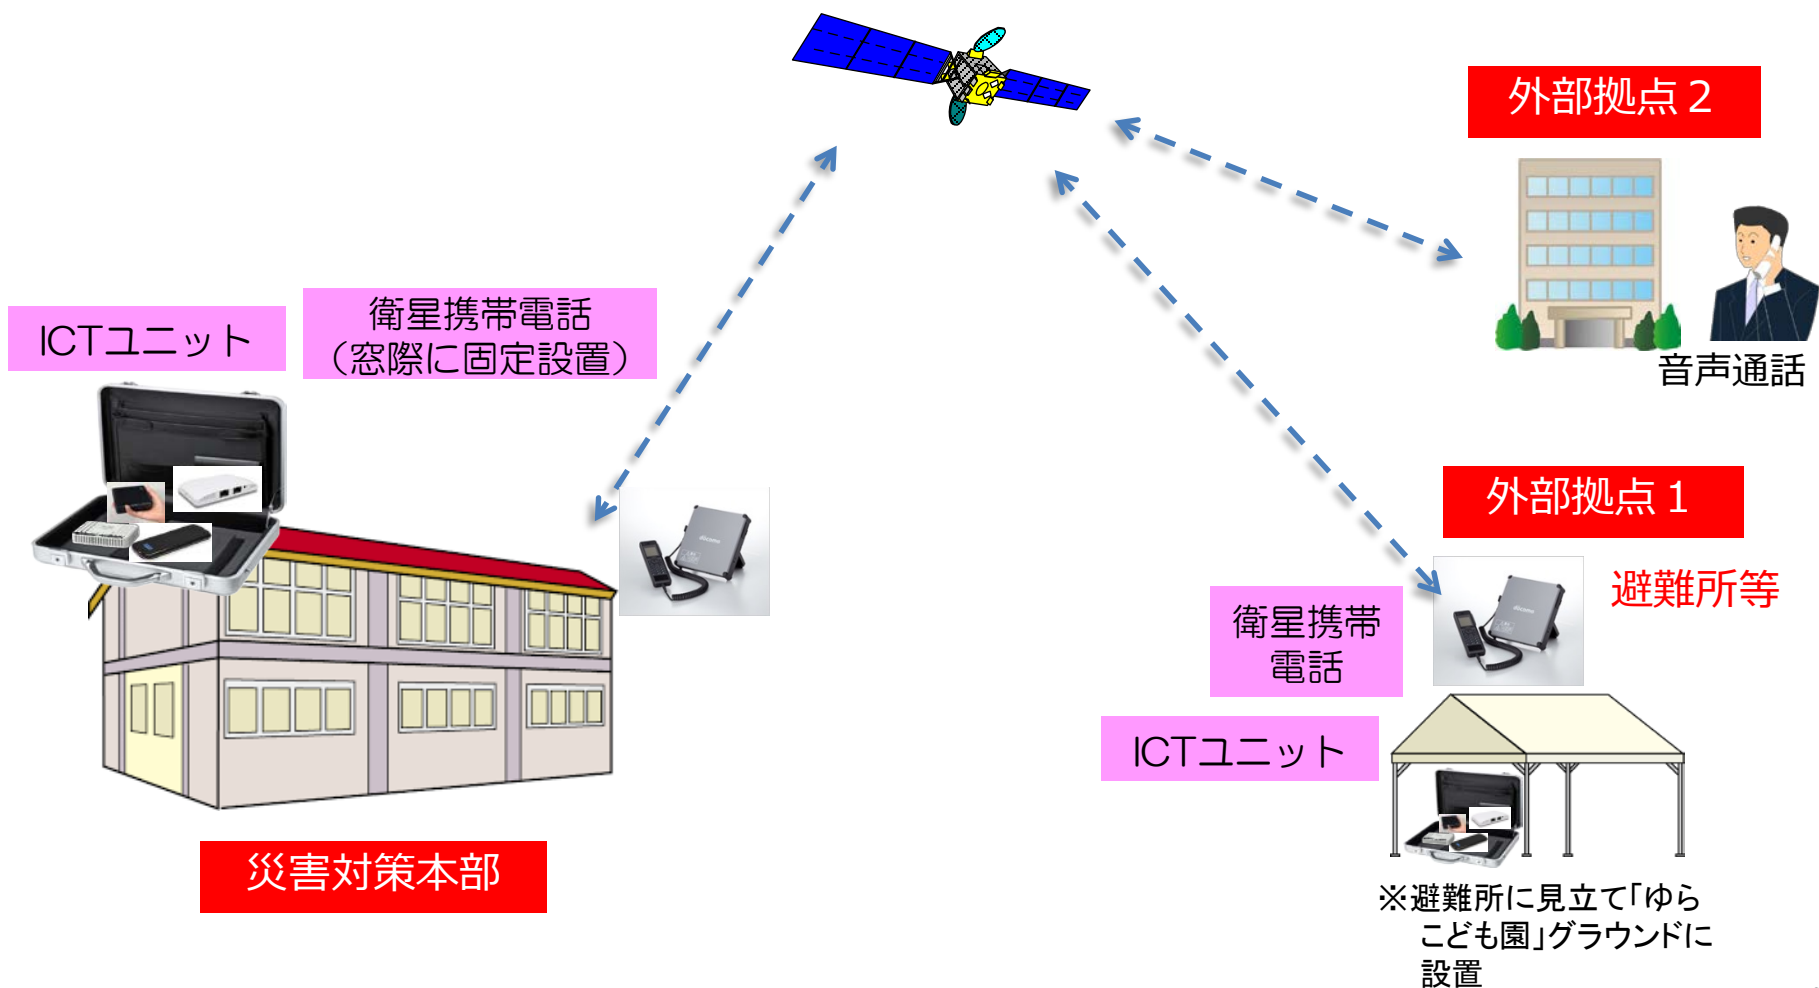 外部拠点２
音声通話
ICTユニット
衛星携帯電話
（窓際に固定設置）
災害対策本部
外部拠点１
避難所等
衛星携帯
電話
ICTユニット
※避難所に見立て「ゆら
こども園」グラウンドに
設置